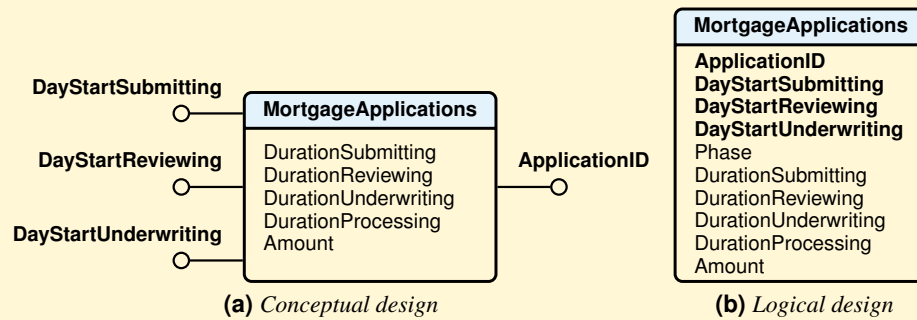 DayStartSubmitting
DayStartReviewing
DayStartUnderwriting
MortgageApplications
DurationSubmitting
DurationReviewing
DurationUnderwriting
DurationProcessing
Amount
ApplicationID
(a) Conceptual design
MortgageApplications
ApplicationID
DayStartSubmitting
DayStartReviewing
DayStartUnderwriting
Phase
DurationSubmitting
DurationReviewing
DurationUnderwriting
DurationProcessing
Amount
(b) Logical design